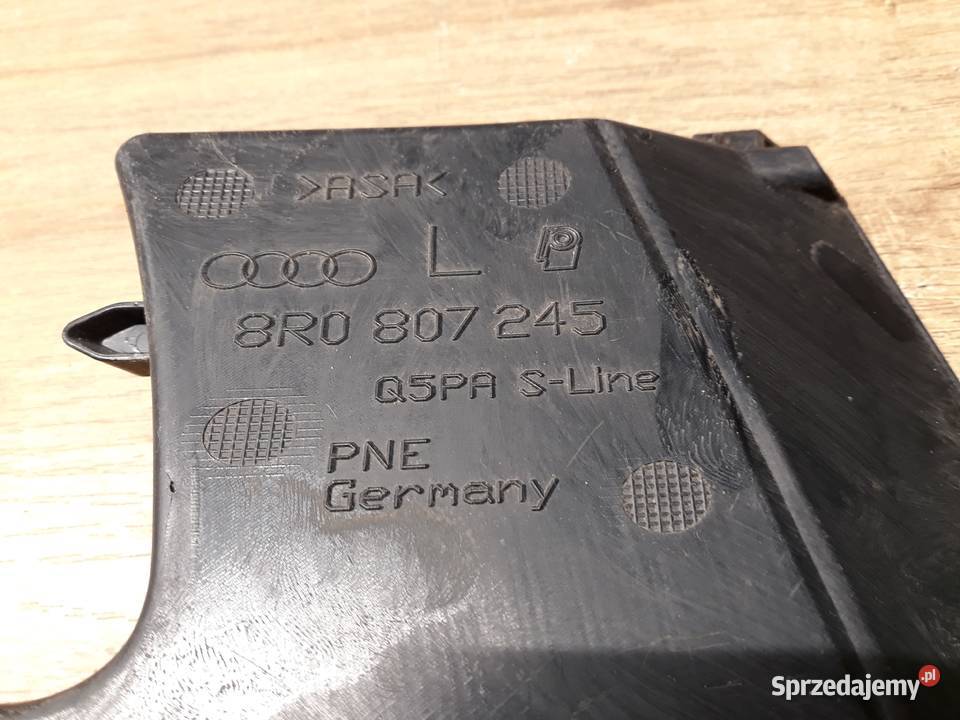 >ASA<
L
8R0 807 245
Q5PA S-Line
PNE
Germany
Sprzedajemy.pl